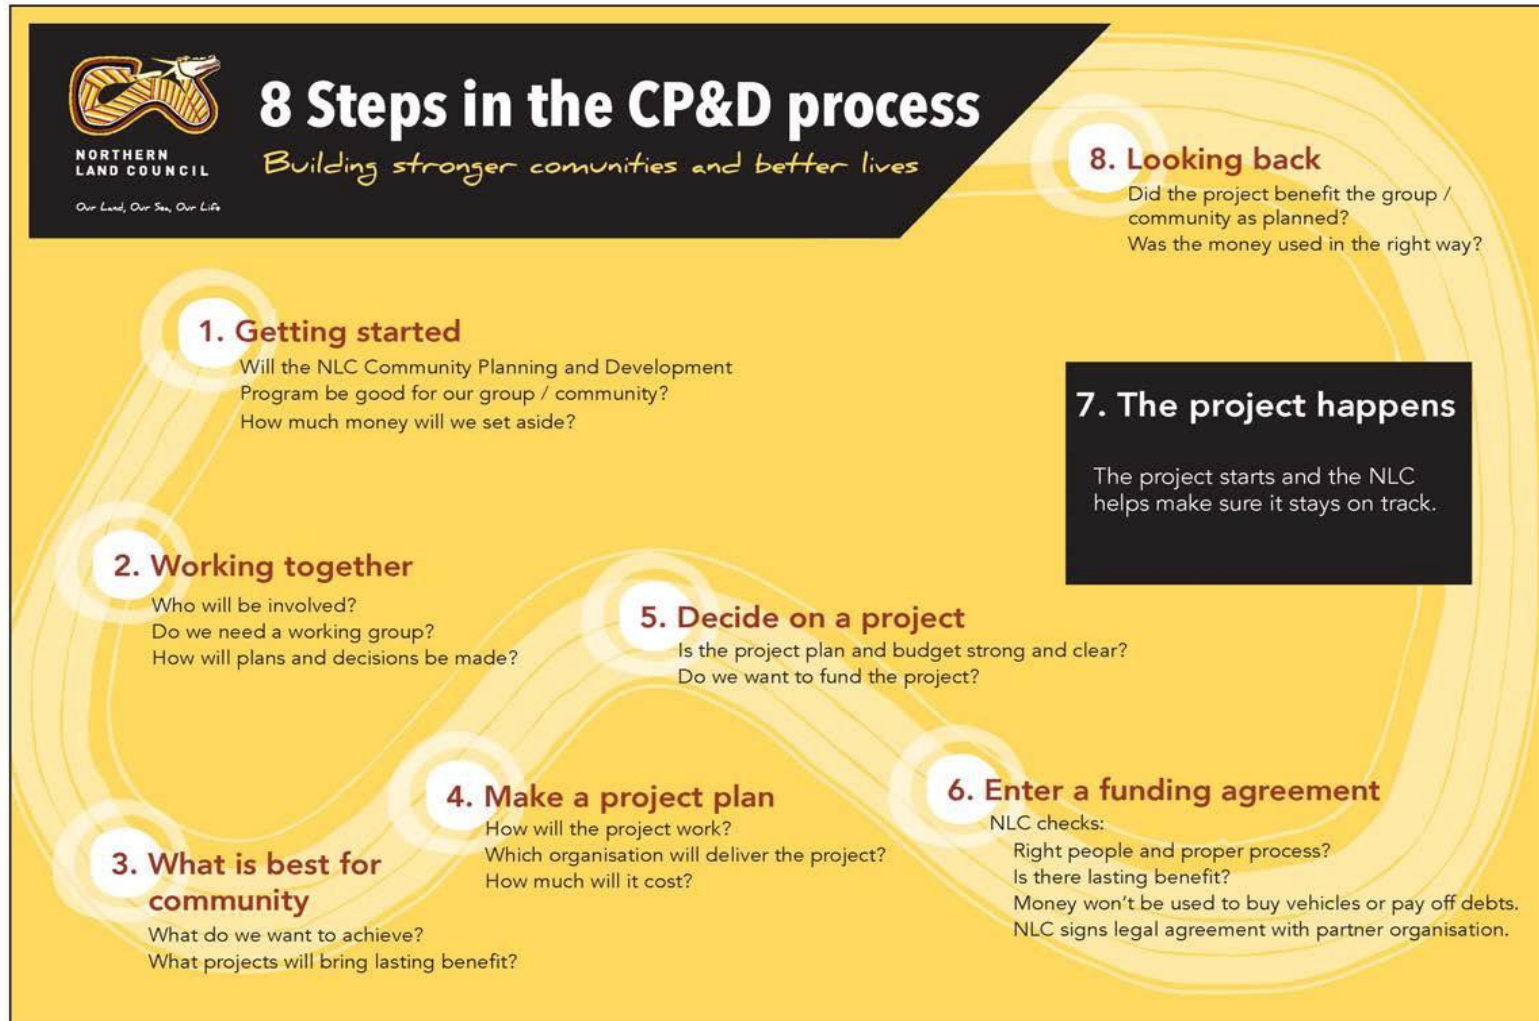 NORTHERN
LAND COUNCIL
Our Land, Our Sea, Our Life
8 Steps in the CP&D process
Building stronger comunities and better lives
1. Getting started
Will the NLC Community Planning and Development
Program be good for our group / community?
How much money will we set aside?
2. Working together
Who will be involved?
Do we need a working group?
How will plans and decisions be made?
3. What is best for
community
What do we want to achieve?
What projects will bring lasting benefit?
4. Make a project plan
How will the project work?
Which organisation will deliver the project?
How much will it cost?
5. Decide on a project
Is the project plan and budget strong and clear?
Do we want to fund the project?
6. Enter a funding agreement
NLC checks:
Right people and proper process?
Is there lasting benefit?
Money won't be used to buy vehicles or pay off debts.
NLC signs legal agreement with partner organisation.
7. The project happens
The project starts and the NLC
helps make sure it stays on track.
8. Looking back
Did the project benefit the group /
community as planned?
Was the money used in the right way?